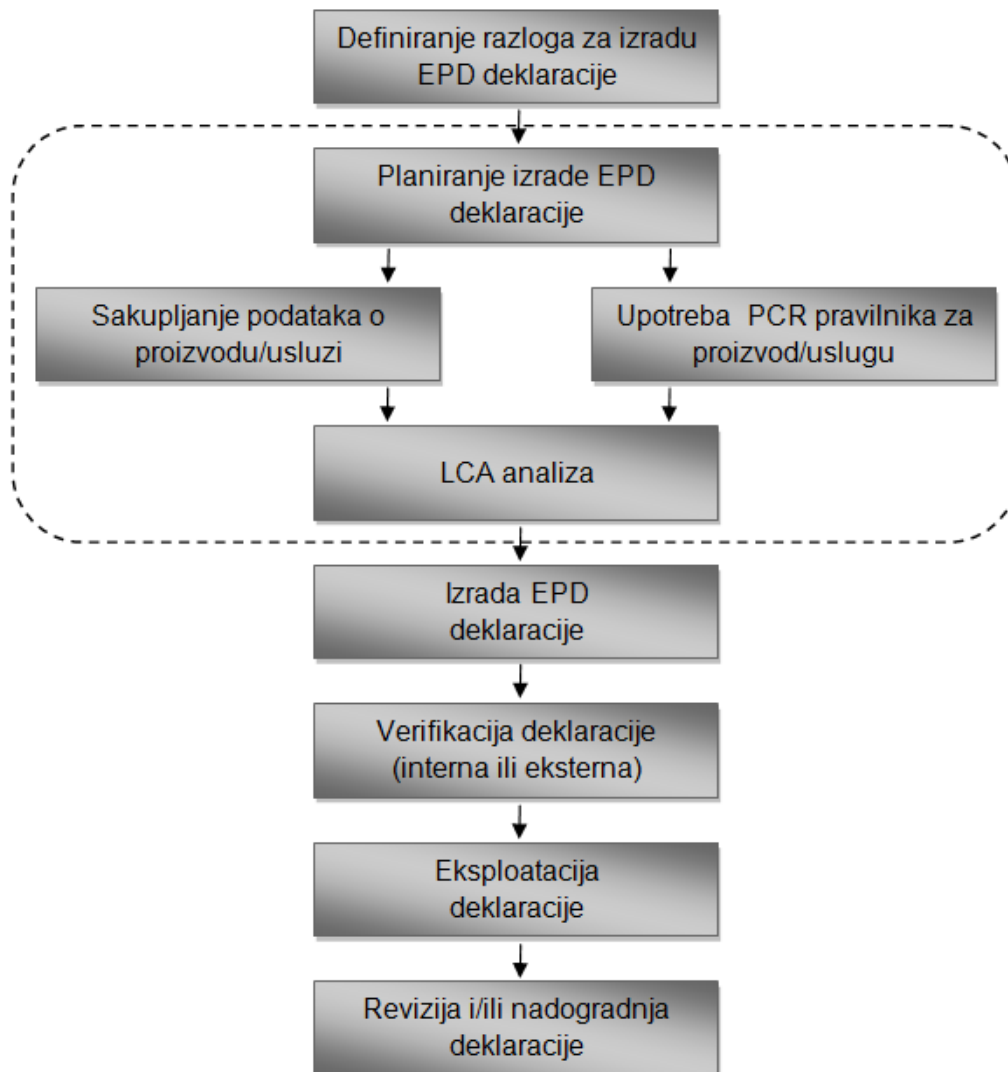 Definiranje razloga za izradu
EPD deklaracije
Planiranje izrade EPD
deklaracije
Sakupljanje podataka o
proizvodu/usluzi
Upotreba  PCR pravilnika za
proizvod/uslugu
LCA analiza
Izrada EPD
deklaracije
Verifikacija deklaracije
(interna ili eksterna)
Eksploatacija
deklaracije
Revizija i/ili nadogradnja
deklaracije